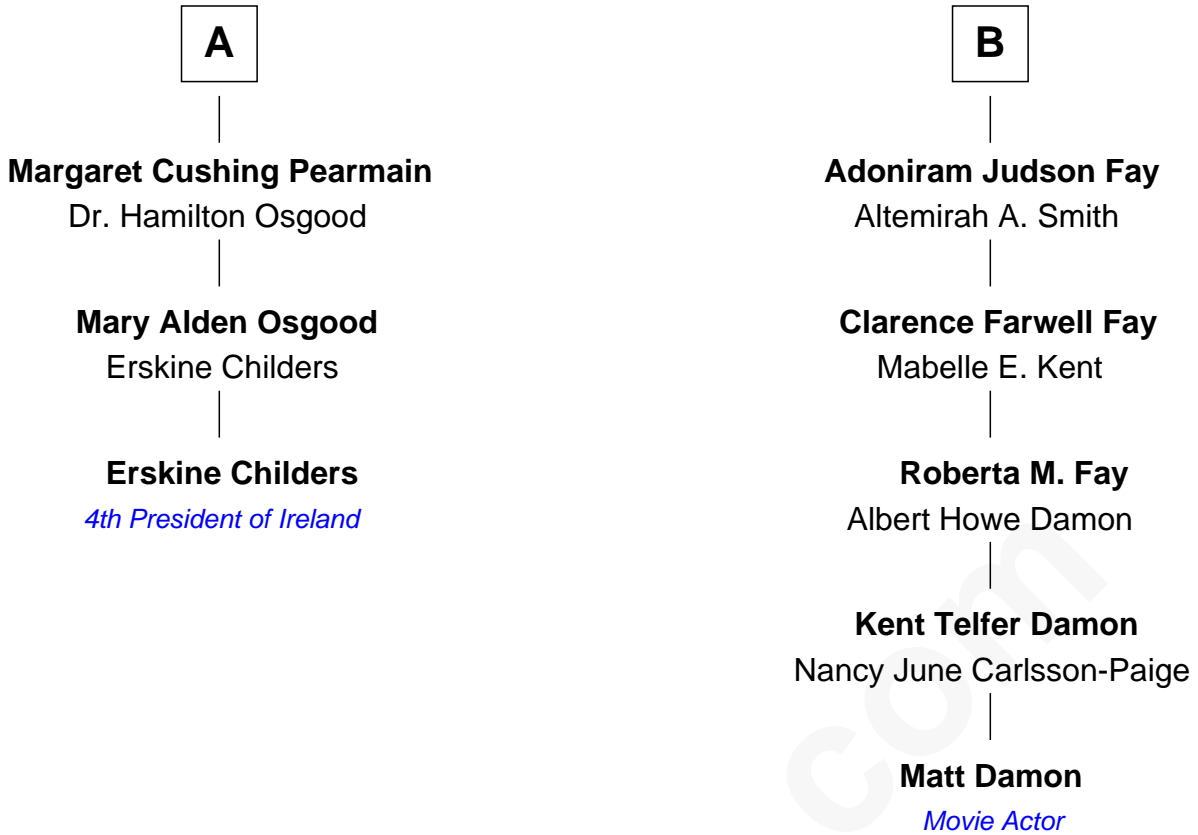 A
Margaret Cushing Pearmain
Dr. Hamilton Osgood
Mary Alden Osgood
Erskine Childers
Erskine Childers
4th President of Ireland
B
Adoniram Judson Fay
Altemirah A. Smith
Clarence Farwell Fay
Mabelle E. Kent
Roberta M. Fay
Albert Howe Damon
Kent Telfer Damon
Nancy June Carlsson-Paige
Matt Damon
Movie Actor
com